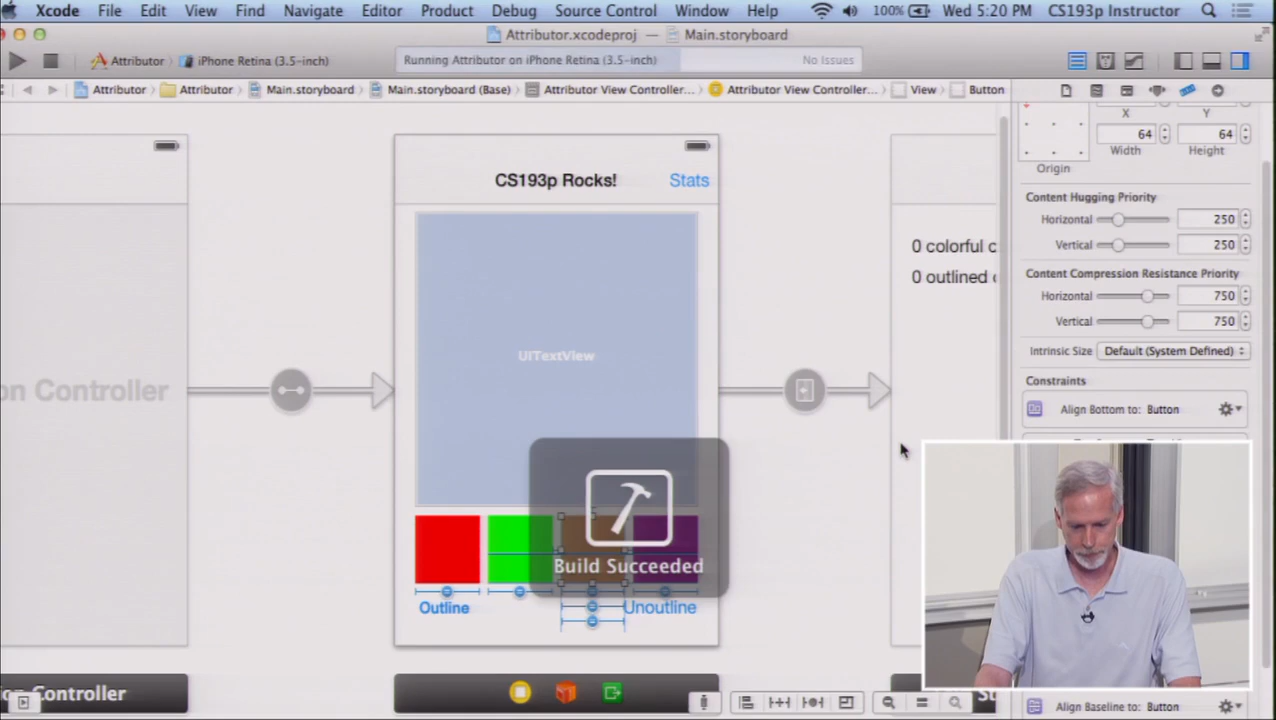 Xcode File Edit View Find Navigate Editor Product Debug Source Control Window Help 100% Wed 5:20 PM CS193p Instructor
Attributor.xcodeproj — Main.storyboard
Attributor iPhone Retina (3.5-inch) Running Attributor on iPhone Retina (3.5-inch) No Issues
Attributor Attributor Main.storyboard Main.storyboard (Base) Attributor View Controller... Attributor View Controller... View Button
X Y
64 64
Width Height
Origin
Content Hugging Priority
Horizontal 250
Vertical 250
Content Compression Resistance Priority
Horizontal 750
Vertical 750
Intrinsic Size Default (System Defined)
Constraints
Align Bottom to: Button
Align Baseline to: Button
on Controller
CS193p Rocks! Stats
UITextView
Build Succeeded
Outline Unoutline
0 colorful c
0 outlined c
on Controller